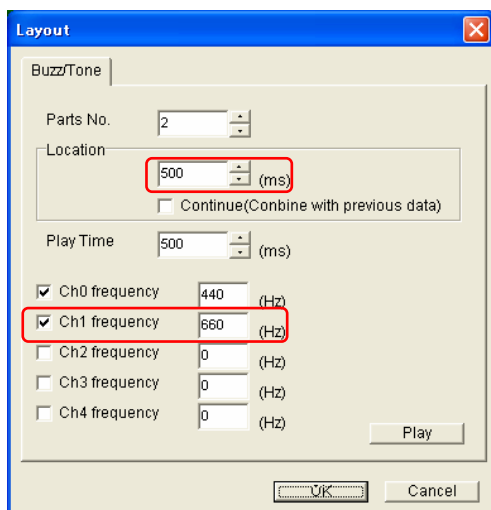 Layout
Buzz/Tone
Parts No. 2
Location
500 (ms)
Continue(Conbine with previous data)
Play Time 500 (ms)
Ch0 frequency 440 (Hz)
Ch1 frequency 660 (Hz)
Ch2 frequency 0 (Hz)
Ch3 frequency 0 (Hz)
Ch4 frequency 0 (Hz)
Play
OK Cancel